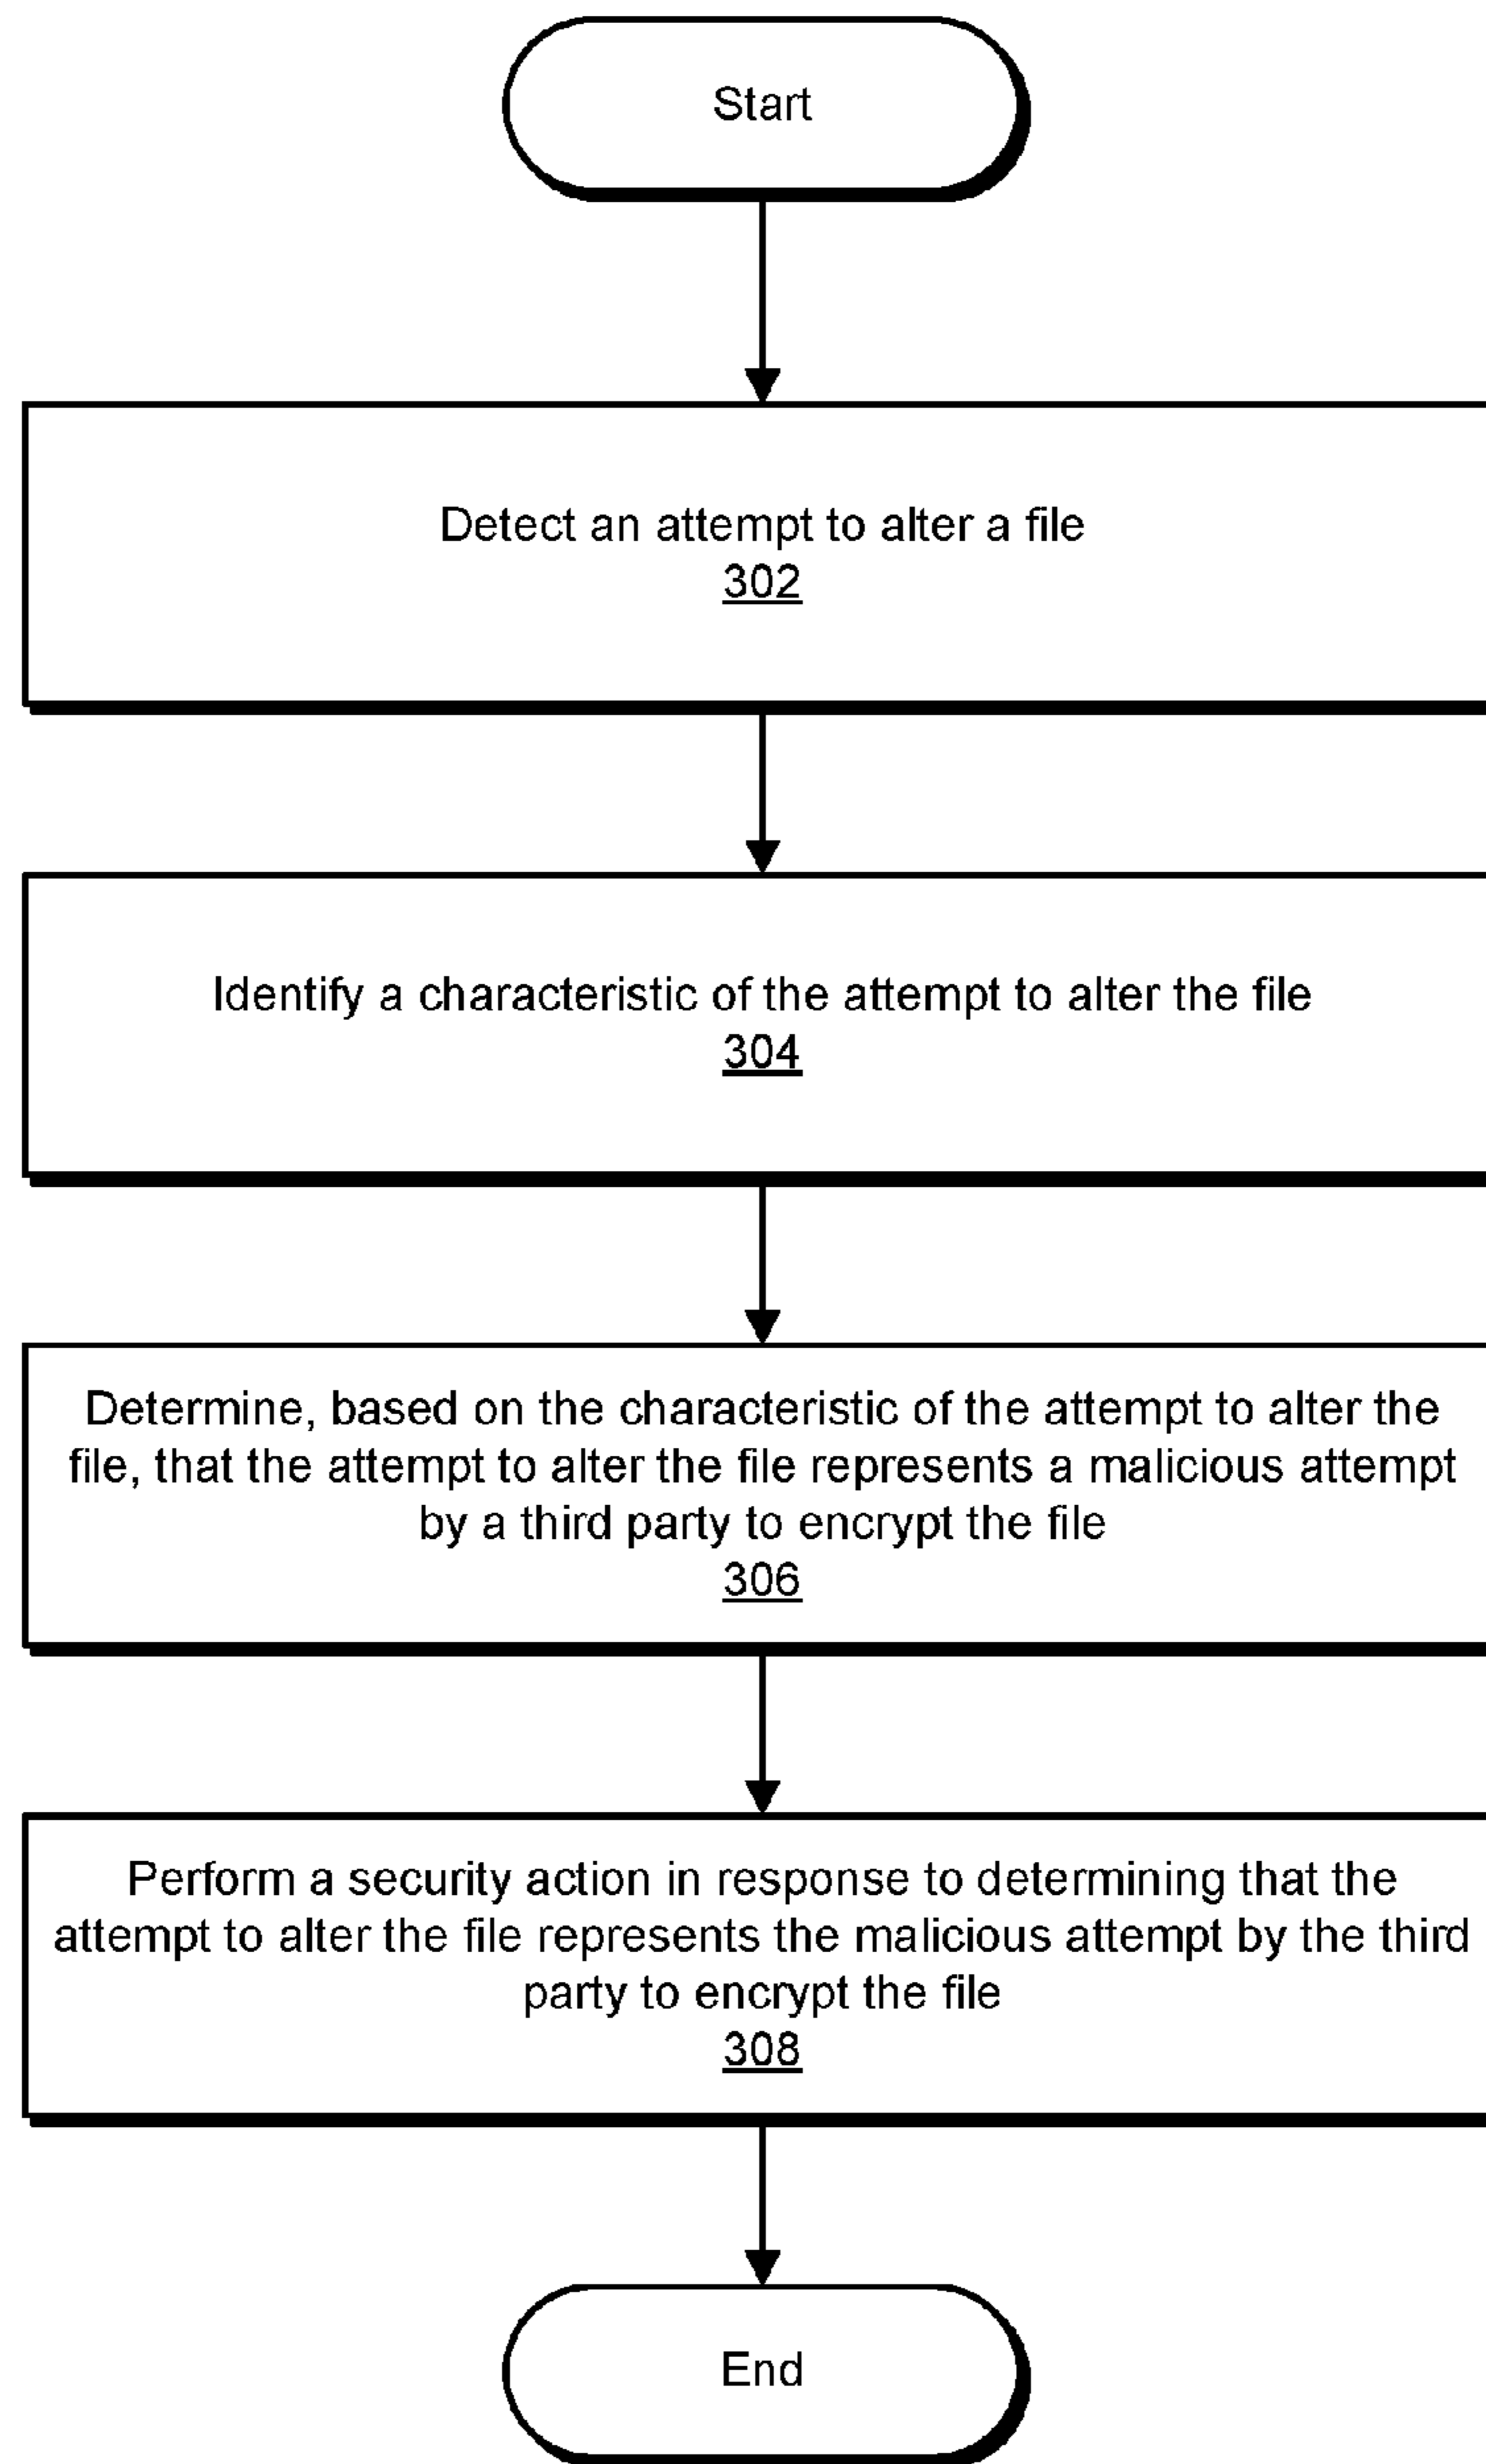 Start
Detect an attempt to alter a file
302
Identify a characteristic of the attempt to alter the file
304
Determine, based on the characteristic of the attempt to alter the
file, that the attempt to alter the file represents a malicious attempt
by a third party to encrypt the file
306
Perform a security action in response to determining that the
attempt to alter the file represents the malicious attempt by the third
party to encrypt the file
308
End